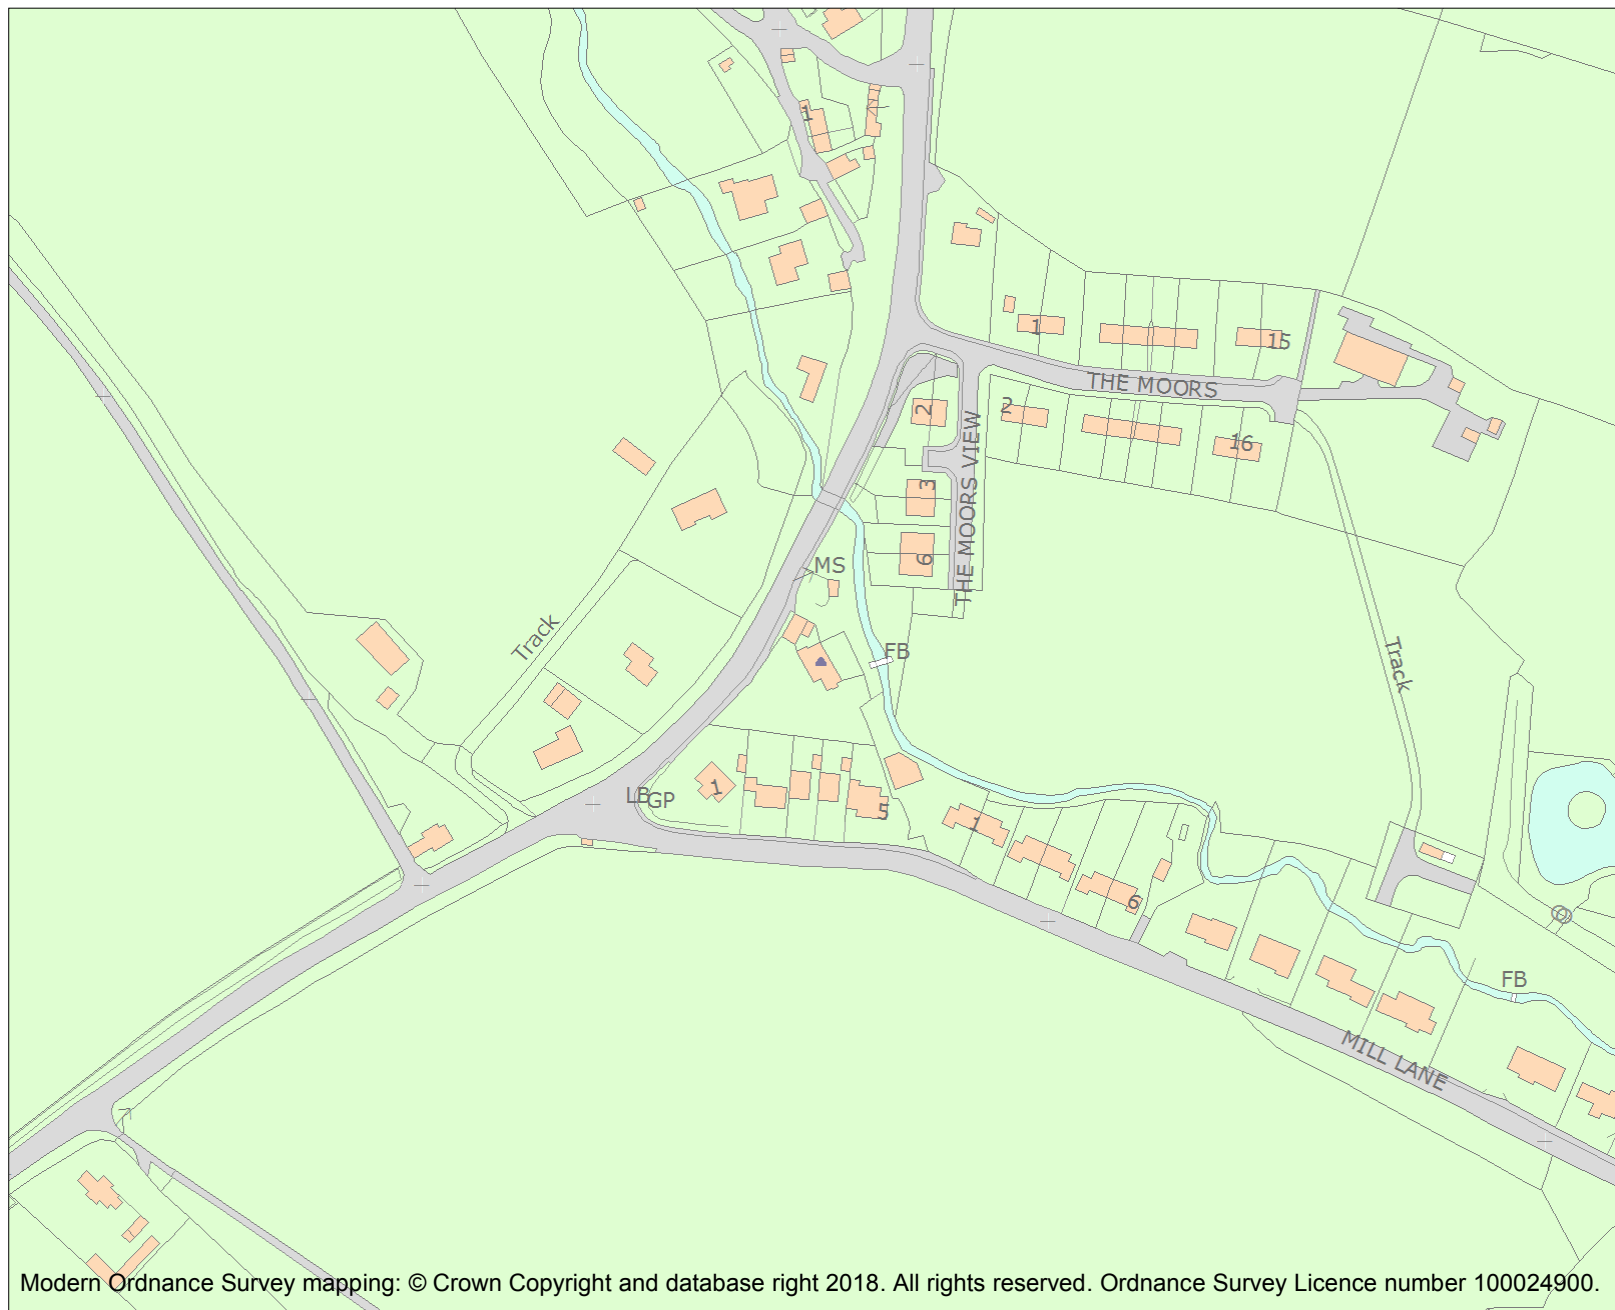 1
1
15
THE MOORS
2
2
16
THE MOORS VIEW
3
6
MS
Track
FB
Track
LB
GP
1
5
1
6
FB
MILL LANE
Modern Ordnance Survey mapping: © Crown Copyright and database right 2018. All rights reserved. Ordnance Survey Licence number 100024900.